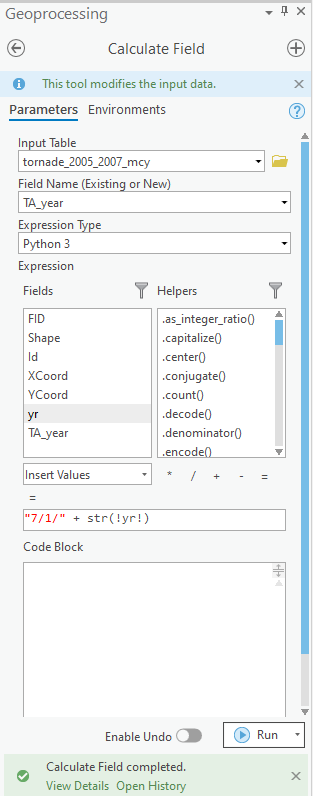 Geoprocessing
Calculate Field
This tool modifies the input data.
Parameters Environments
Input Table
tornade_2005_2007_mcy
Field Name (Existing or New)
TA_year
Expression Type
Python 3
Expression
Fields Helpers
FID .as_integer_ratio()
Shape .capitalize()
Id .center()
XCoord .conjugate()
YCoord .count()
yr .decode()
TA_year .denominator()
.encode()
Insert Values * / + - =
=
"7/1/" + str(!yr!)
Code Block
Enable Undo Run
Calculate Field completed.
View Details Open History